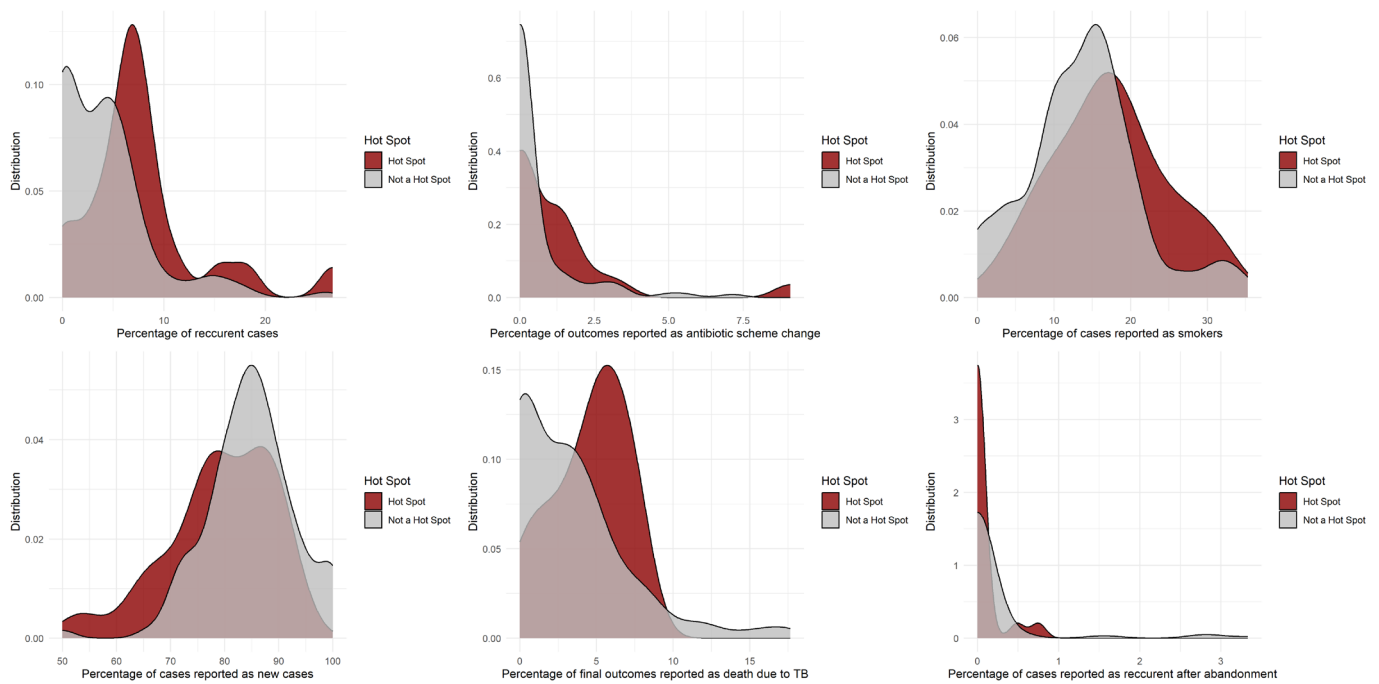 Distribution
0.10
0.05
0.00
0
10
20
Percentage of reccurent cases
Hot Spot
Hot Spot
Not a Hot Spot
Distribution
0.6
0.4
0.2
0.0
0.0
2.5
5.0
7.5
Percentage of outcomes reported as antibiotic scheme change
Hot Spot
Hot Spot
Not a Hot Spot
Distribution
0.06
0.04
0.02
0.00
0
10
20
30
Percentage of cases reported as smokers
Hot Spot
Hot Spot
Not a Hot Spot
Distribution
0.04
0.02
0.00
50
60
70
80
90
100
Percentage of cases reported as new cases
Hot Spot
Hot Spot
Not a Hot Spot
Distribution
0.15
0.10
0.05
0.00
0
5
10
15
Percentage of final outcomes reported as death due to TB
Hot Spot
Hot Spot
Not a Hot Spot
Distribution
3
2
1
0
0
1
2
3
Percentage of cases reported as reccurent after abandonment
Hot Spot
Hot Spot
Not a Hot Spot